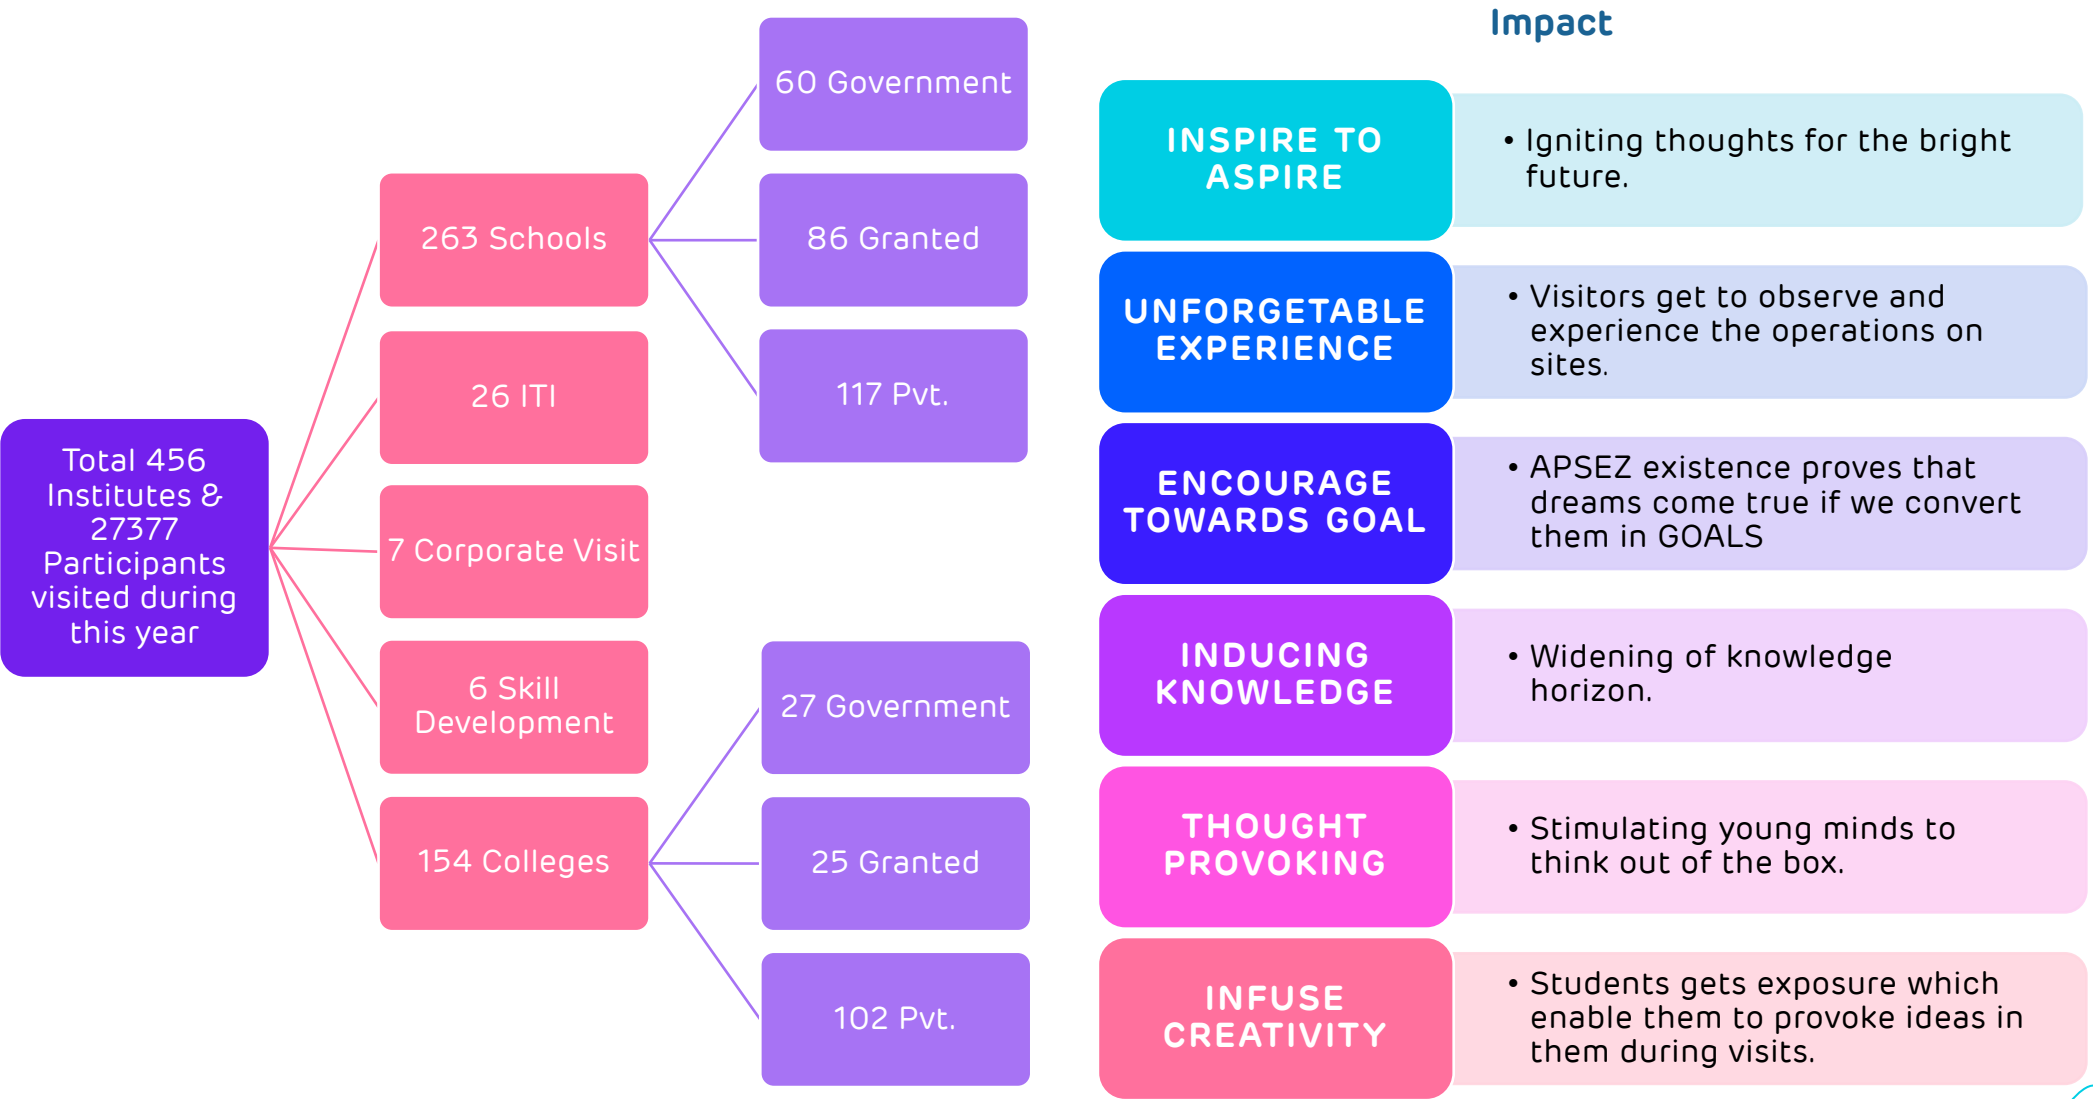 Total 456
Institutes &
27377
Participants
visited during
this year
263 Schools
26 ITI
7 Corporate Visit
6 Skill
Development
154 Colleges
60 Government
86 Granted
117 Pvt.
27 Government
25 Granted
102 Pvt.
Impact
INSPIRE TO
ASPIRE
• Igniting thoughts for the bright
future.
UNFORGETABLE
EXPERIENCE
• Visitors get to observe and
experience the operations on
sites.
ENCOURAGE
TOWARDS GOAL
• APSEZ existence proves that
dreams come true if we convert
them in GOALS
INDUCING
KNOWLEDGE
• Widening of knowledge
horizon.
THOUGHT
PROVOKING
• Stimulating young minds to
think out of the box.
INFUSE
CREATIVITY
• Students gets exposure which
enable them to provoke ideas in
them during visits.